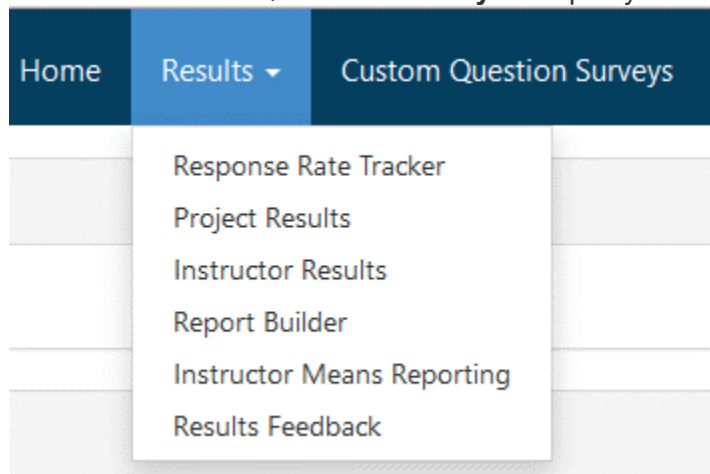 Home Results Custom Question Surveys
Response Rate Tracker
Project Results
Instructor Results
Report Builder
Instructor Means Reporting
Results Feedback